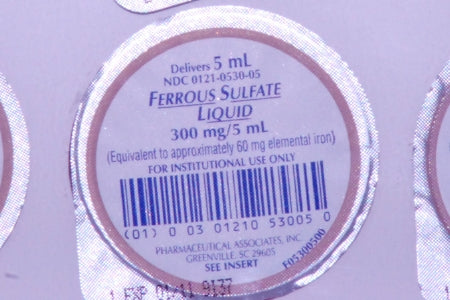 Delivers 5 mL
NDC 0121-0530-05
FERROUS SULFATE
LIQUID
300 mg/5 mL
(Equivalent to approximately 60 mg elemental iron)
FOR INSTITUTIONAL USE ONLY
(01) 0 03 01210 53005 0
PHARMACEUTICAL ASSOCIATES, INC.
GREENVILLE, SC 29605
SEE INSERT
F05300500
EXP